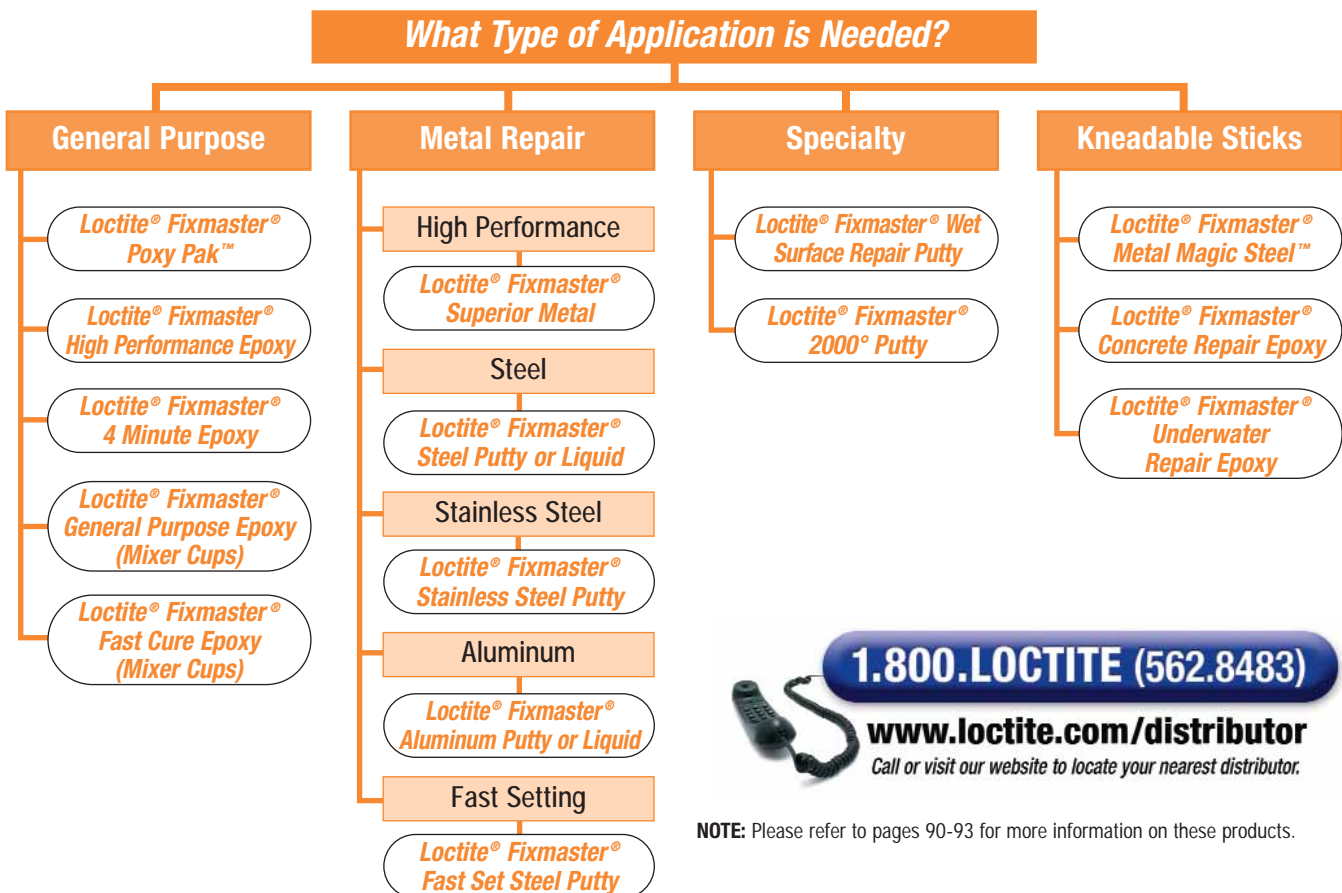 What Type of Application is Needed?
General Purpose
Loctite® Fixmaster®
Poxy Pak™
Loctite® Fixmaster®
High Performance Epoxy
Loctite® Fixmaster®
4 Minute Epoxy
Loctite® Fixmaster®
General Purpose Epoxy
(Mixer Cups)
Loctite® Fixmaster®
Fast Cure Epoxy
(Mixer Cups)
Metal Repair
High Performance
Loctite® Fixmaster®
Superior Metal
Steel
Loctite® Fixmaster®
Steel Putty or Liquid
Stainless Steel
Loctite® Fixmaster®
Stainless Steel Putty
Aluminum
Loctite® Fixmaster®
Aluminum Putty or Liquid
Fast Setting
Loctite® Fixmaster®
Fast Set Steel Putty
Specialty
Loctite® Fixmaster® Wet
Surface Repair Putty
Loctite® Fixmaster®
2000° Putty
Kneadable Sticks
Loctite® Fixmaster®
Metal Magic Steel™
Loctite® Fixmaster®
Concrete Repair Epoxy
Loctite® Fixmaster®
Underwater
Repair Epoxy
1.800.LOCTITE (562.8483)
www.loctite.com/distributor
Call or visit our website to locate your nearest distributor.
NOTE: Please refer to pages 90-93 for more information on these products.